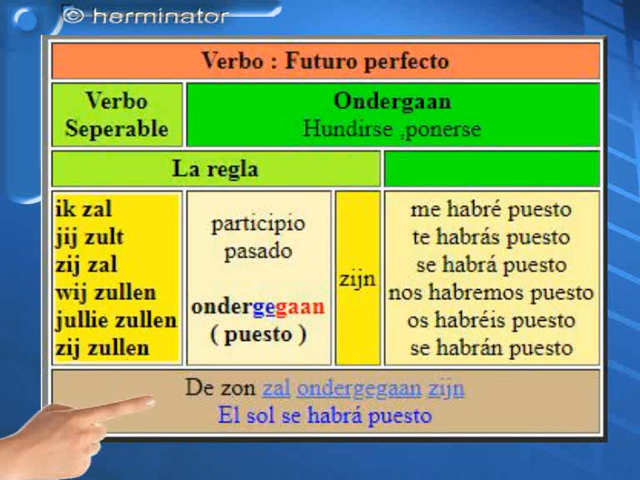 © herminator
Verbo : Futuro perfecto
Verbo
Seperable
Ondergaan
Hundirse ,ponerse
La regla
ik zal
jij zult
zij zal
wij zullen
jullie zullen
zij zullen
participio
pasado
ondergegaan
( puesto )
zijn
me habré puesto
te habrás puesto
se habrá puesto
nos habremos puesto
os habréis puesto
se habrán puesto
De zon zal ondergegaan zijn
El sol se habrá puesto